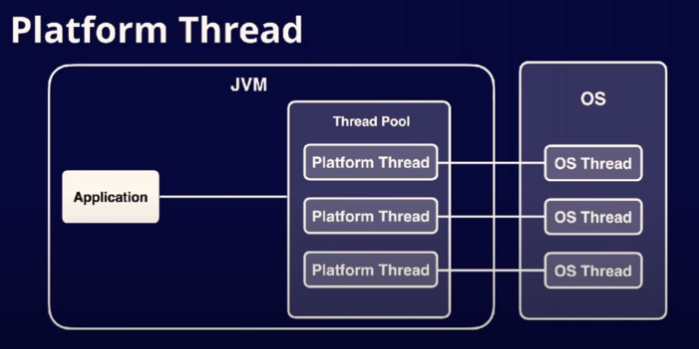 Platform Thread
JVM
OS
Thread Pool
Application
Platform Thread
OS Thread
Platform Thread
OS Thread
Platform Thread
OS Thread